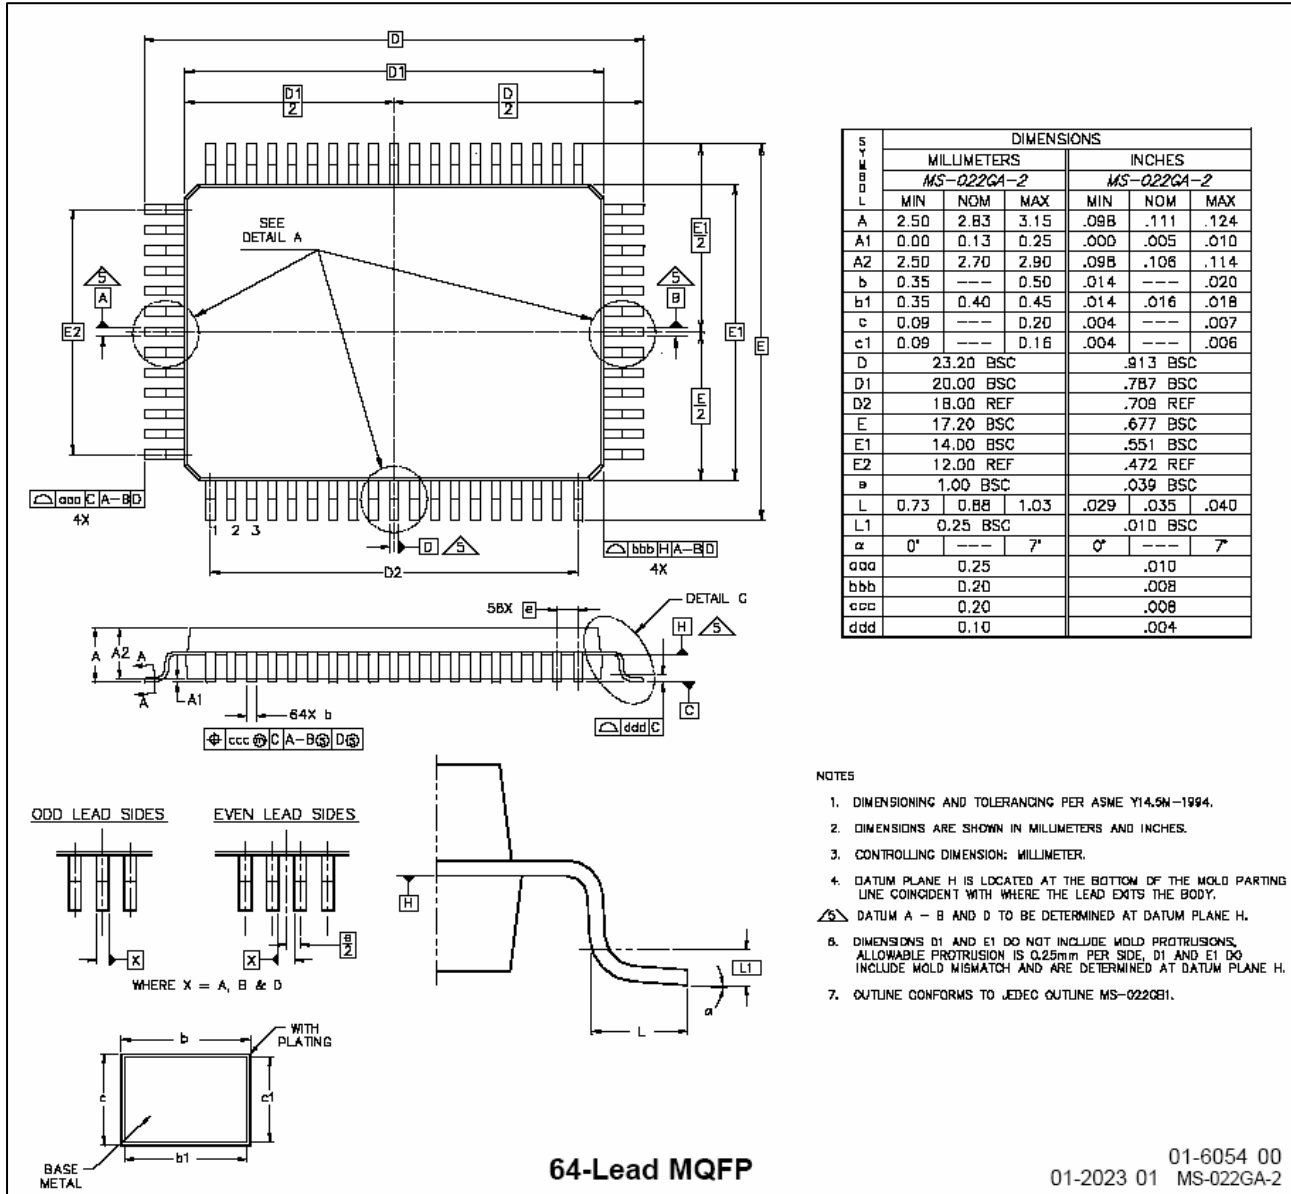 D
D1
D1
2
D
2
SEE
DETAIL A
5
A
5
B
E1
2
E2
E1
E
E
2
aaa C A-B D
4X
1 2 3
D 5
bbb H A-B D
4X
D2
S
Y
M
B
O
L
DIMENSIONS
MILLIMETERS INCHES
MS-022GA-2 MS-022GA-2
MIN NOM MAX MIN NOM MAX
A 2.50 2.83 3.15 .098 .111 .124
A1 0.00 0.13 0.25 .000 .005 .010
A2 2.50 2.70 2.90 .098 .106 .114
b 0.35 --- 0.50 .014 --- .020
b1 0.35 0.40 0.45 .014 .016 .018
c 0.09 --- 0.20 .004 --- .007
c1 0.09 --- 0.16 .004 --- .006
D 23.20 BSC .913 BSC
D1 20.00 BSC .787 BSC
D2 18.00 REF .709 REF
E 17.20 BSC .677 BSC
E1 14.00 BSC .551 BSC
E2 12.00 REF .472 REF
e 1.00 BSC .039 BSC
L 0.73 0.88 1.03 .029 .035 .040
L1 0.25 BSC .010 BSC
α 0° --- 7° 0° --- 7°
aaa 0.25 .010
bbb 0.20 .008
ccc 0.20 .008
ddd 0.10 .004
58X e
DETAIL C
H 5
A A2 A
A
A1
64X b
ccc Ⓜ C A-BⓈ DⓈ
C
ddd C
ODD LEAD SIDES EVEN LEAD SIDES
X
X
e
2
WHERE X = A, B & D
H
L1
α
L
b
WITH
PLATING
c
c1
b1
BASE
METAL
NOTES
1. DIMENSIONING AND TOLERANCING PER ASME Y14.5M-1994.
2. DIMENSIONS ARE SHOWN IN MILLIMETERS AND INCHES.
3. CONTROLLING DIMENSION: MILLIMETER.
4. DATUM PLANE H IS LOCATED AT THE BOTTOM OF THE MOLD PARTING
LINE COINCIDENT WITH WHERE THE LEAD EXITS THE BODY.
5 DATUM A - B AND D TO BE DETERMINED AT DATUM PLANE H.
6. DIMENSIONS D1 AND E1 DO NOT INCLUDE MOLD PROTRUSIONS,
ALLOWABLE PROTRUSION IS 0.25mm PER SIDE, D1 AND E1 DO
INCLUDE MOLD MISMATCH AND ARE DETERMINED AT DATUM PLANE H.
7. OUTLINE CONFORMS TO JEDEC OUTLINE MS-022GB1.
64-Lead MQFP
01-6054 00
01-2023 01 MS-022GA-2